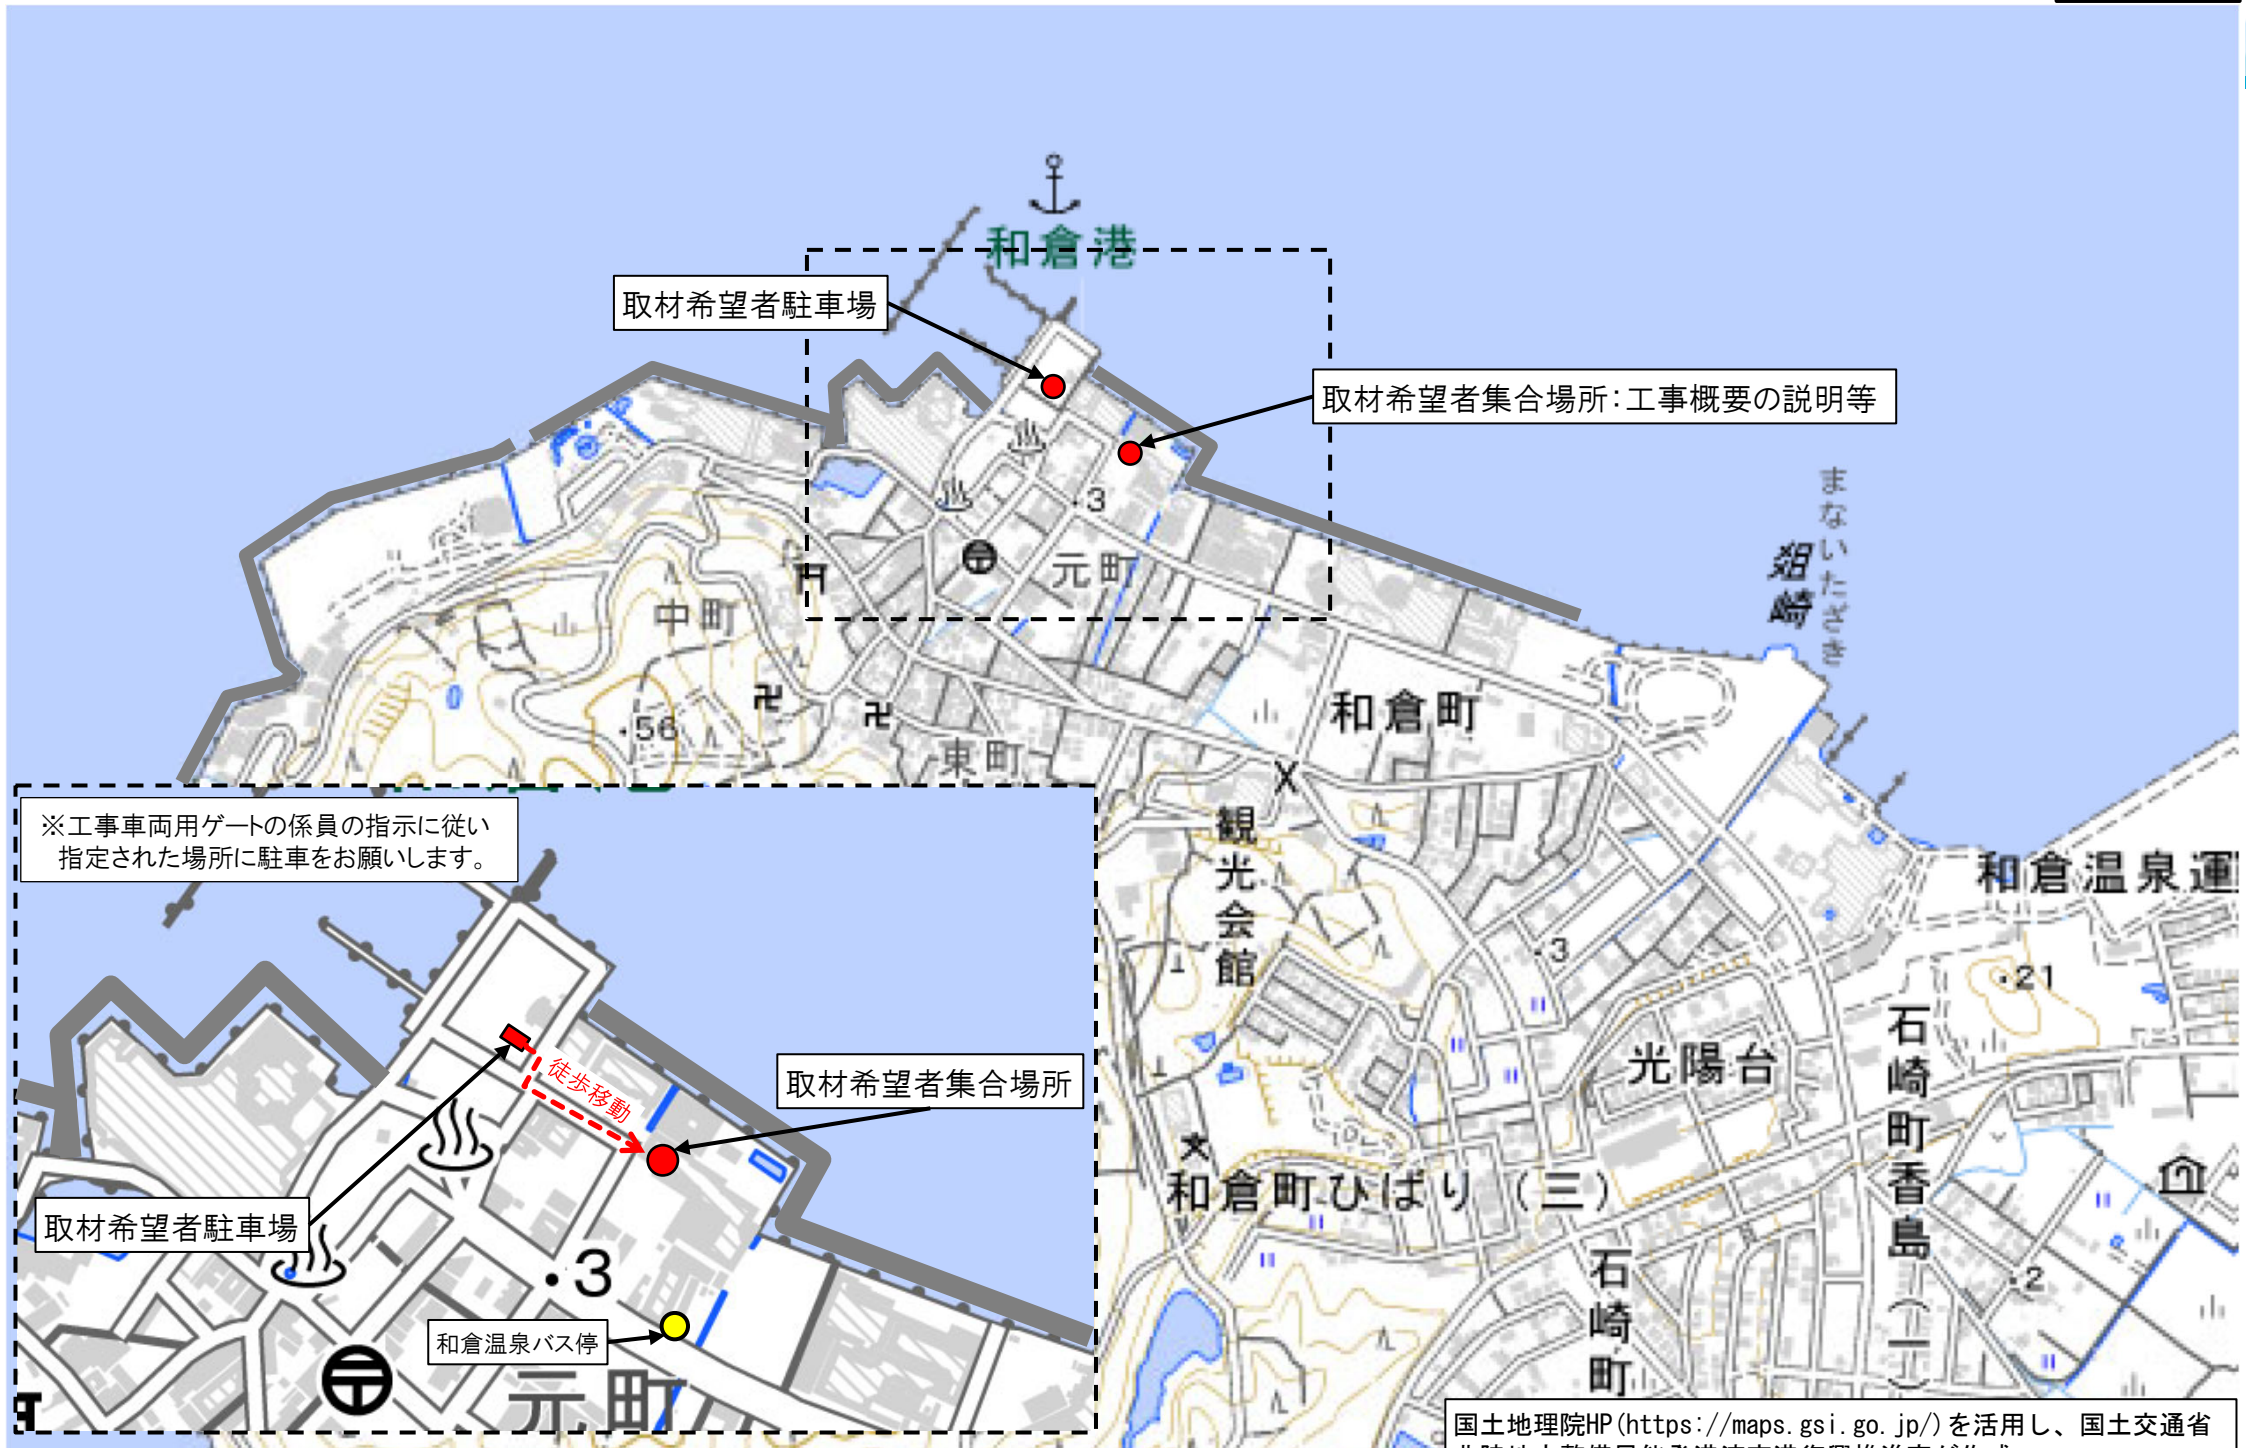 和倉港
取材希望者駐車場
取材希望者集合場所：工事概要の説明等
まないたざき
俎崎
3
元町
中町
56
東町
和倉町
観光会館
和倉温泉運
3
21
光陽台
石崎町香島(一)
和倉町ひばり(三)
石崎町
2
※工事車両用ゲートの係員の指示に従い
指定された場所に駐車をお願いします。
徒歩移動
取材希望者集合場所
取材希望者駐車場
3
和倉温泉バス停
元町
町
国土地理院HP(https://maps.gsi.go.jp/)を活用し、国土交通省